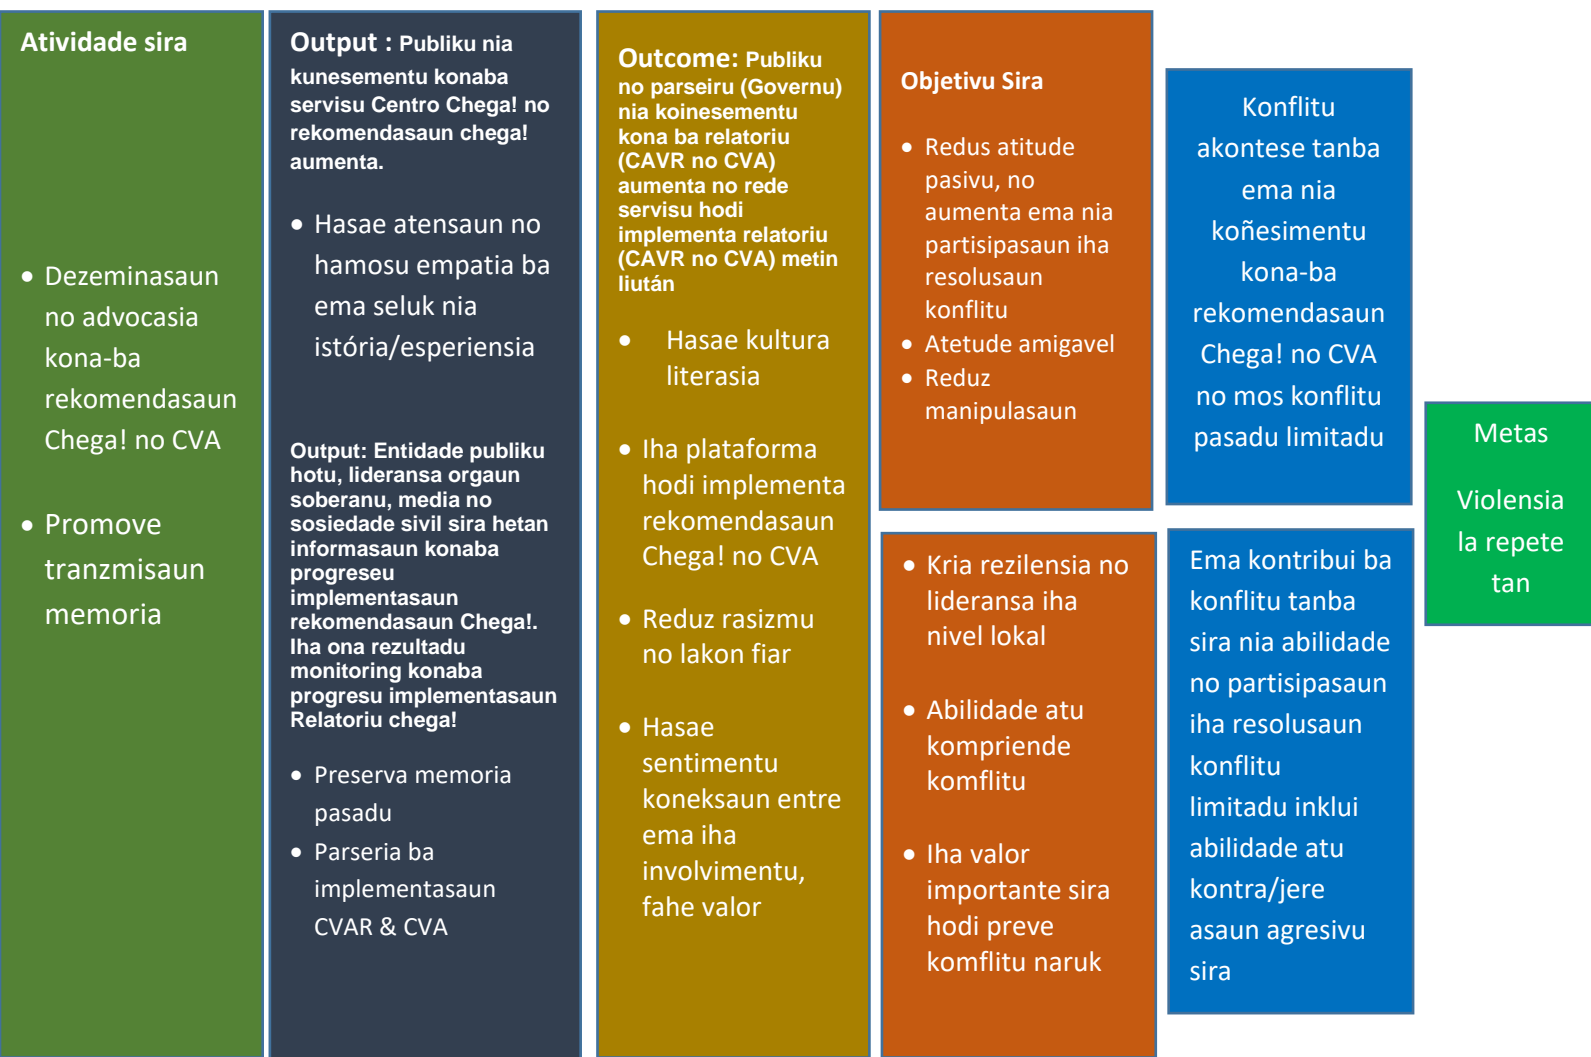 Atividade sira
• Dezeminasaun
no advocasia
kona-ba
rekomendasaun
Chega! no CVA
• Promove
tranzmisaun
memoria
Output : Publiku nia
kunesementu konaba
servisu Centro Chega! no
rekomendasaun chega!
aumenta.
• Hasae atensaun no
hamosu empatia ba
ema seluk nia
istória/esperiensia
Output: Entidade publiku
hotu, lideransa orgaun
soberanu, media no
sosiedade sivil sira hetan
informasaun konaba
progreseu
implementasaun
rekomendasaun Chega!.
Iha ona rezultadu
monitoring konaba
progresu implementasaun
Relatoriu chega!
• Preserva memoria
pasadu
• Parseria ba
implementasaun
CVAR & CVA
Outcome: Publiku
no parseiru (Governu)
nia koinesementu
kona ba relatoriu
(CAVR no CVA)
aumenta no rede
servisu hodi
implementa relatoriu
(CAVR no CVA) metin
liután
• Hasae kultura
literasia
• Iha plataforma
hodi implementa
rekomendasaun
Chega! no CVA
• Reduz rasizmu
no lakon fiar
• Hasae
sentimentu
koneksaun entre
ema iha
involvimentu,
fahe valor
Objetivu Sira
• Redus atitude
pasivu, no
aumenta ema nia
partisipasaun iha
resolusaun
konflitu
• Atetude amigavel
• Reduz
manipulasaun
• Kria rezilensia no
lideransa iha
nivel lokal
• Abilidade atu
kompriende
komflitu
• Iha valor
importante sira
hodi preve
komflitu naruk
Konflitu
akontese tanba
ema nia
koñesimentu
kona-ba
rekomendasaun
Chega! no CVA
no mos konflitu
pasadu limitadu
Ema kontribui ba
konflitu tanba
sira nia abilidade
no partisipasaun
iha resolusaun
konflitu
limitadu inklui
abilidade atu
kontra/jere
asaun agresivu
sira
Metas
Violensia
la repete
tan